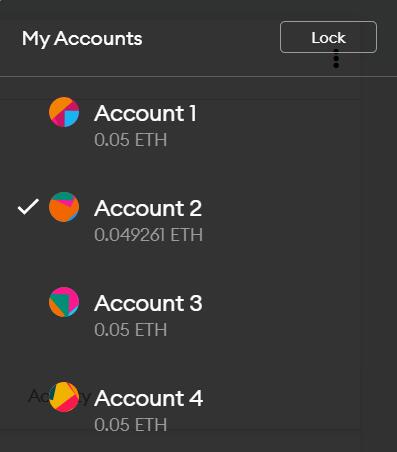 My Accounts
Lock
Account 1
0.05 ETH
Account 2
0.049261 ETH
Account 3
0.05 ETH
Account 4
0.05 ETH